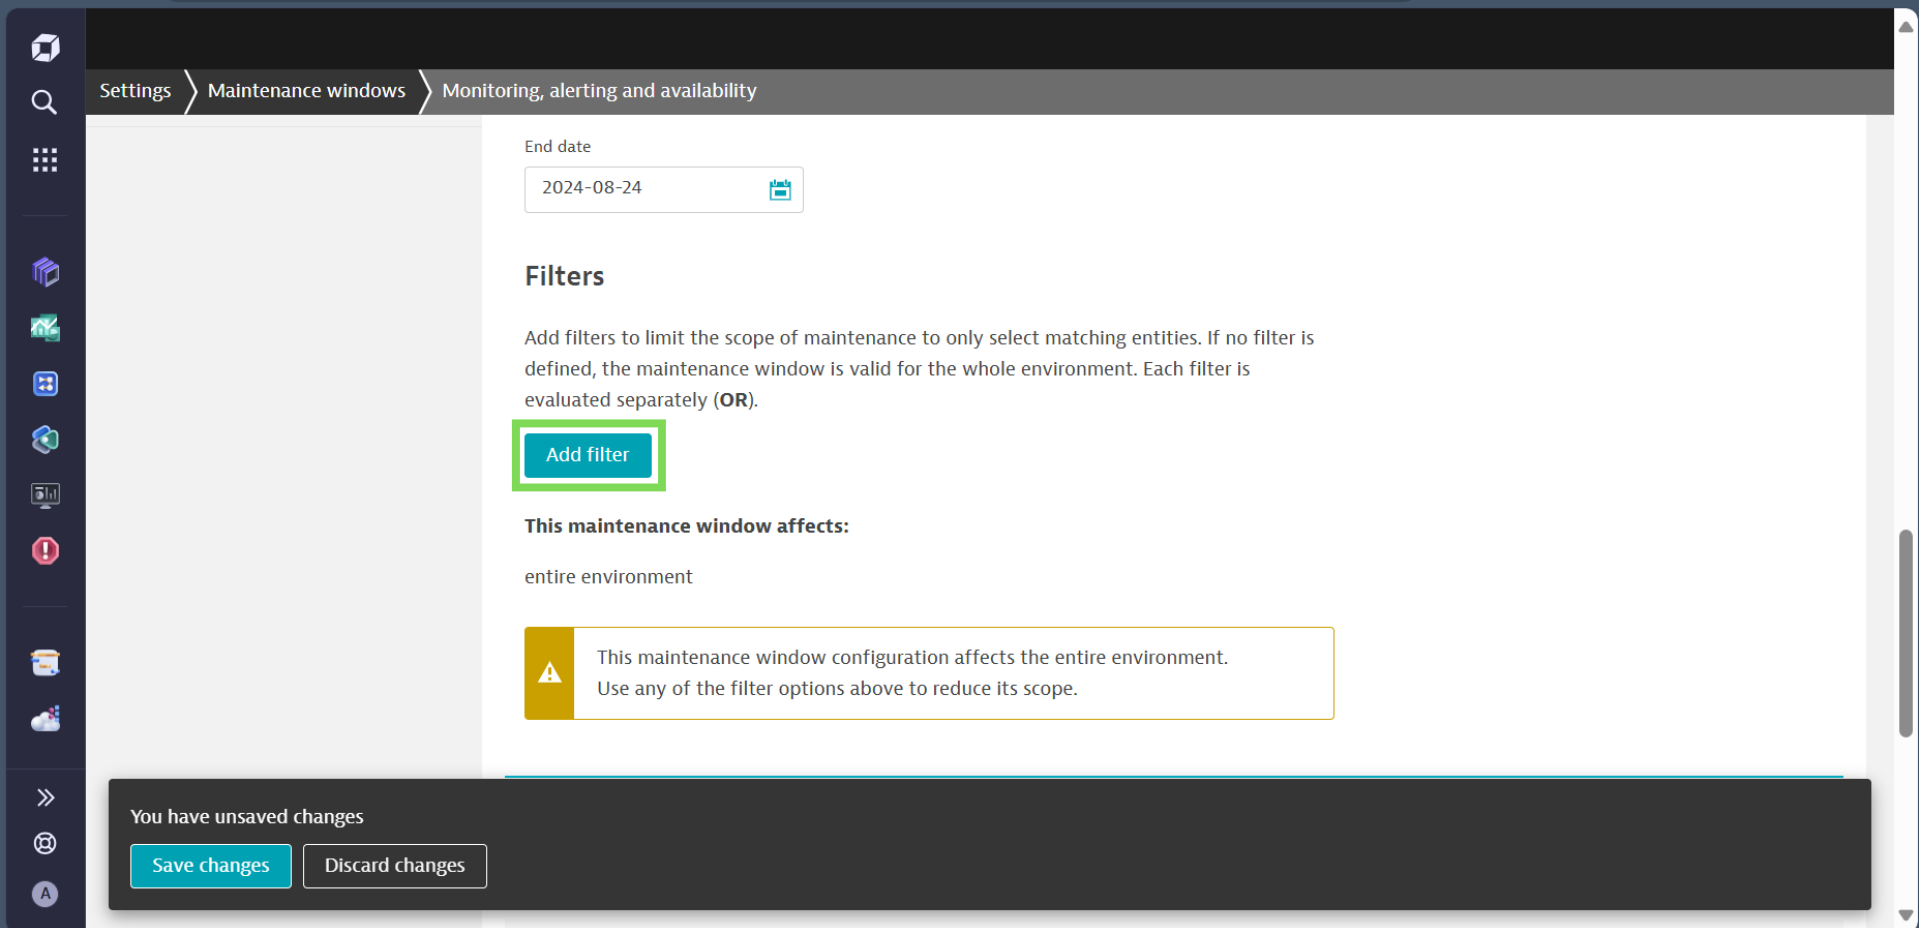 Settings
Maintenance windows
Monitoring, alerting and availability
End date
2024-08-24
Filters
Add filters to limit the scope of maintenance to only select matching entities. If no filter is
defined, the maintenance window is valid for the whole environment. Each filter is
evaluated separately (OR).
Add filter
This maintenance window affects:
entire environment
This maintenance window configuration affects the entire environment.
Use any of the filter options above to reduce its scope.
You have unsaved changes
Save changes
Discard changes
A